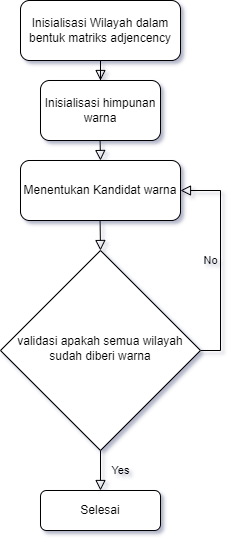 Inisialisasi Wilayah dalam
bentuk matriks adjencency
Inisialisasi himpunan
warna
Menentukan Kandidat warna
No
validasi apakah semua wilayah
sudah diberi warna
Yes
Selesai